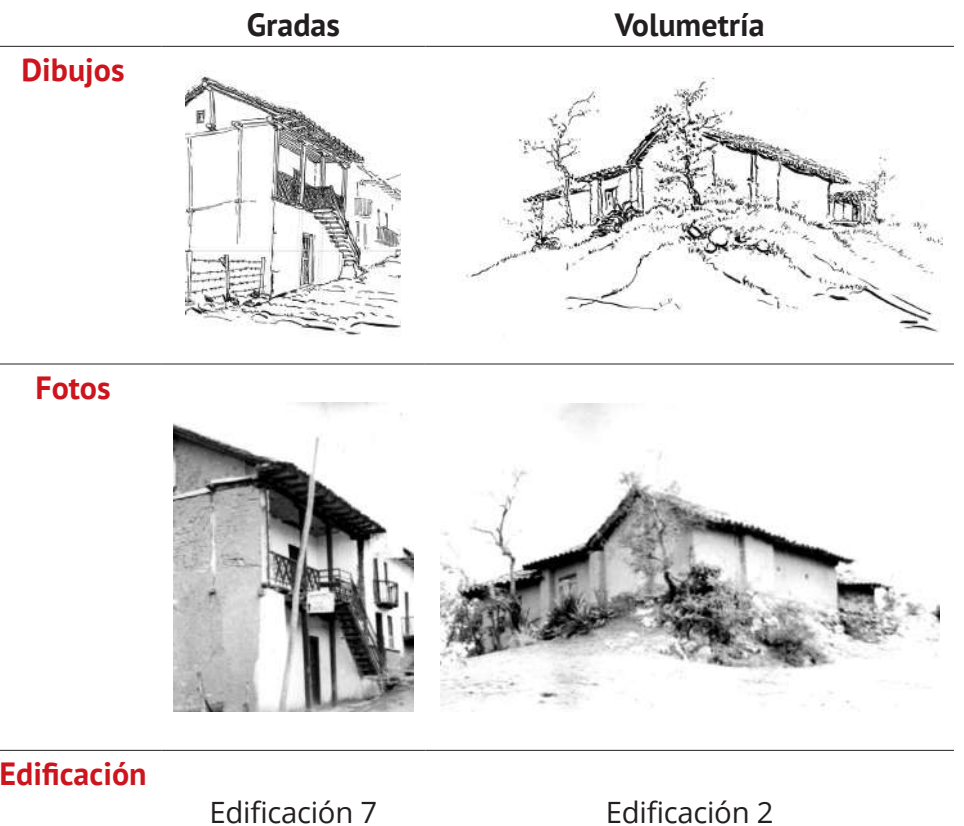 Gradas Volumetría
Dibujos
Fotos
Edificación
Edificación 7 Edificación 2